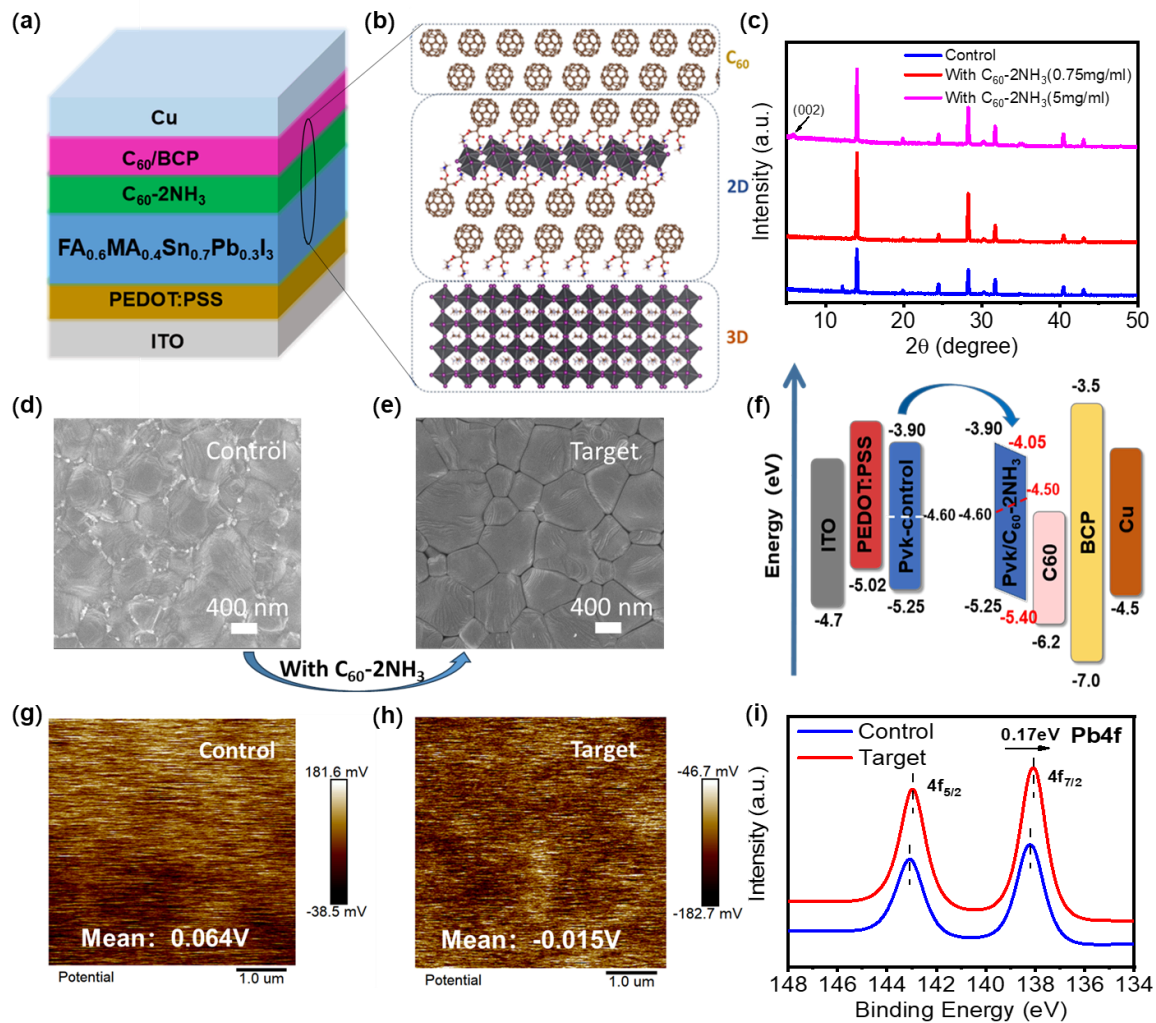 (a)
Cu
C₆₀/BCP
C₆₀-2NH₃
FA₀.₆MA₀.₄Sn₀.₇Pb₀.₃I₃
PEDOT:PSS
ITO
(b)
C₆₀
2D
3D
(c)
Control
With C₆₀-2NH₃(0.75mg/ml)
With C₆₀-2NH₃(5mg/ml)
(002)
Intensity (a.u.)
10 20 30 40 50
2θ (degree)
(d)
Control
400 nm
(e)
Target
400 nm
With C₆₀-2NH₃
(f)
Energy (eV)
ITO
-4.7
PEDOT:PSS
-5.02
-3.90
Pvk-control
-4.60
-5.25
-3.90
-4.05
Pvk/C₆₀-2NH₃
-4.50
-4.60
-5.25
-5.40
C60
-6.2
-3.5
BCP
-7.0
Cu
-4.5
(g)
Control
181.6 mV
-38.5 mV
Mean: 0.064V
Potential
1.0 um
(h)
Target
-46.7 mV
-182.7 mV
Mean: -0.015V
Potential
1.0 um
(i)
Control
Target
0.17eV
Pb4f
4f₅/₂
4f₇/₂
Intensity (a.u.)
148 146 144 142 140 138 136 134
Binding Energy (eV)